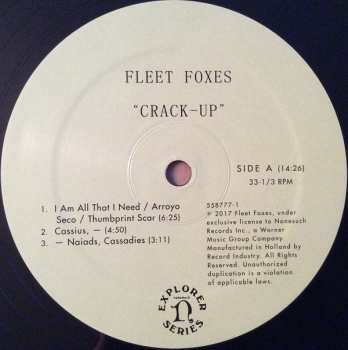 FLEET FOXES
"CRACK-UP"
SIDE A (14:26)
33-1/3 RPM
1. I Am All That I Need / Arroyo
Seco / Thumbprint Scar (6:25)
2. Cassius, — (4:50)
3. — Naiads, Cassadies (3:11)
558777-1
℗ 2017 Fleet Foxes, under
exclusive license to Nonesuch
Records Inc., a Warner
Music Group Company
Manufactured in Holland by
Record Industry. All Rights
Reserved. Unauthorized
duplication is a violation
of applicable laws.
EXPLORER
n
SERIES